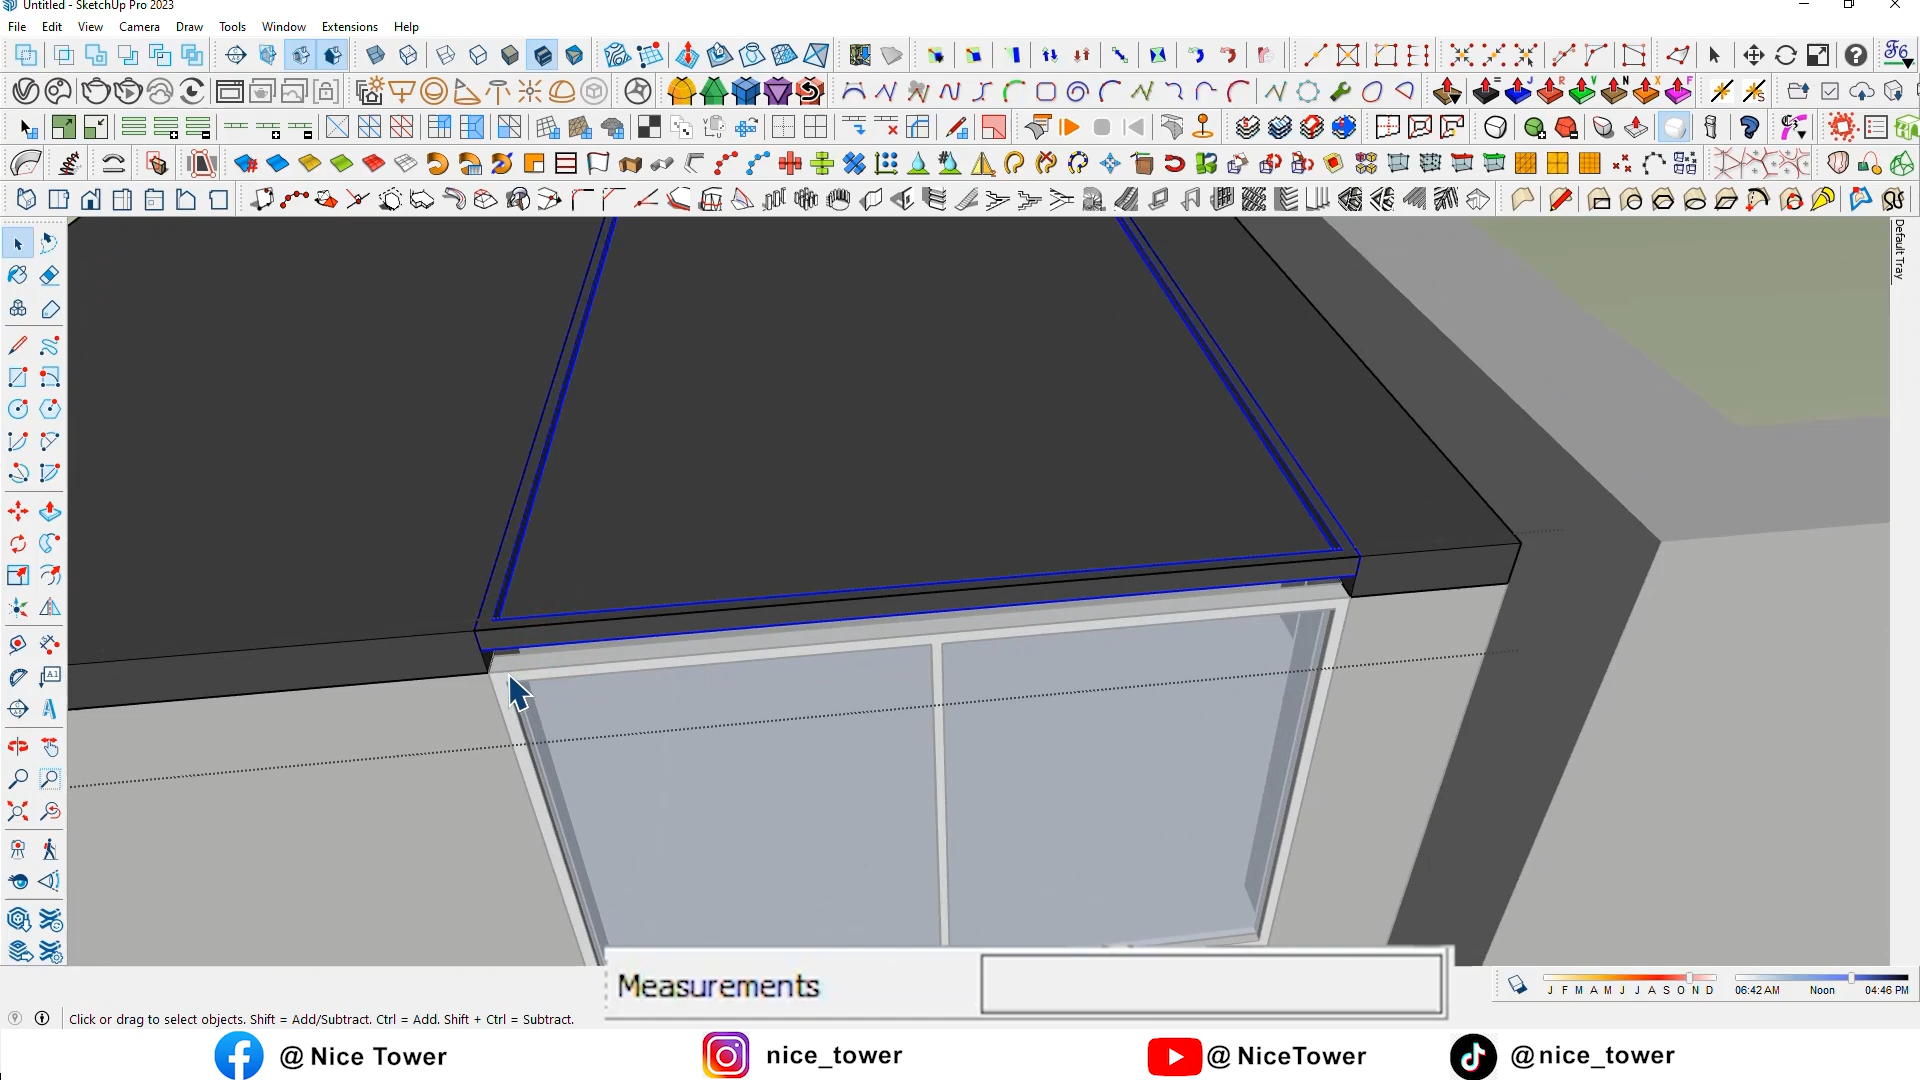 Untitled - SketchUp Pro 2023
File Edit View Camera Draw Tools Window Extensions Help
Default Tray
Measurements
J F M A M J J A S O N D
06:42 AM Noon 04:46 PM
Click or drag to select objects. Shift = Add/Subtract. Ctrl = Add. Shift + Ctrl = Subtract.
@ Nice Tower
nice_tower
@ NiceTower
@nice_tower